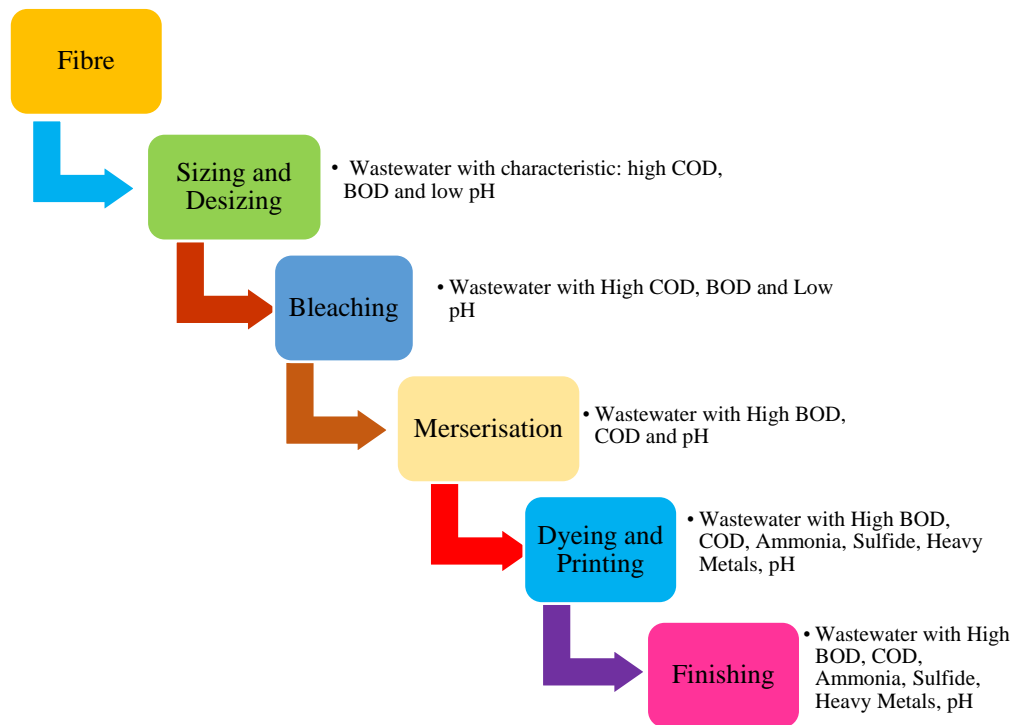 Fibre
Sizing and
Desizing
• Wastewater with characteristic: high COD,
BOD and low pH
Bleaching
• Wastewater with High COD, BOD and Low
pH
Merserisation
• Wastewater with High BOD,
COD and pH
Dyeing and
Printing
• Wastewater with High BOD,
COD, Ammonia, Sulfide, Heavy
Metals, pH
Finishing
• Wastewater with High
BOD, COD,
Ammonia, Sulfide,
Heavy Metals, pH